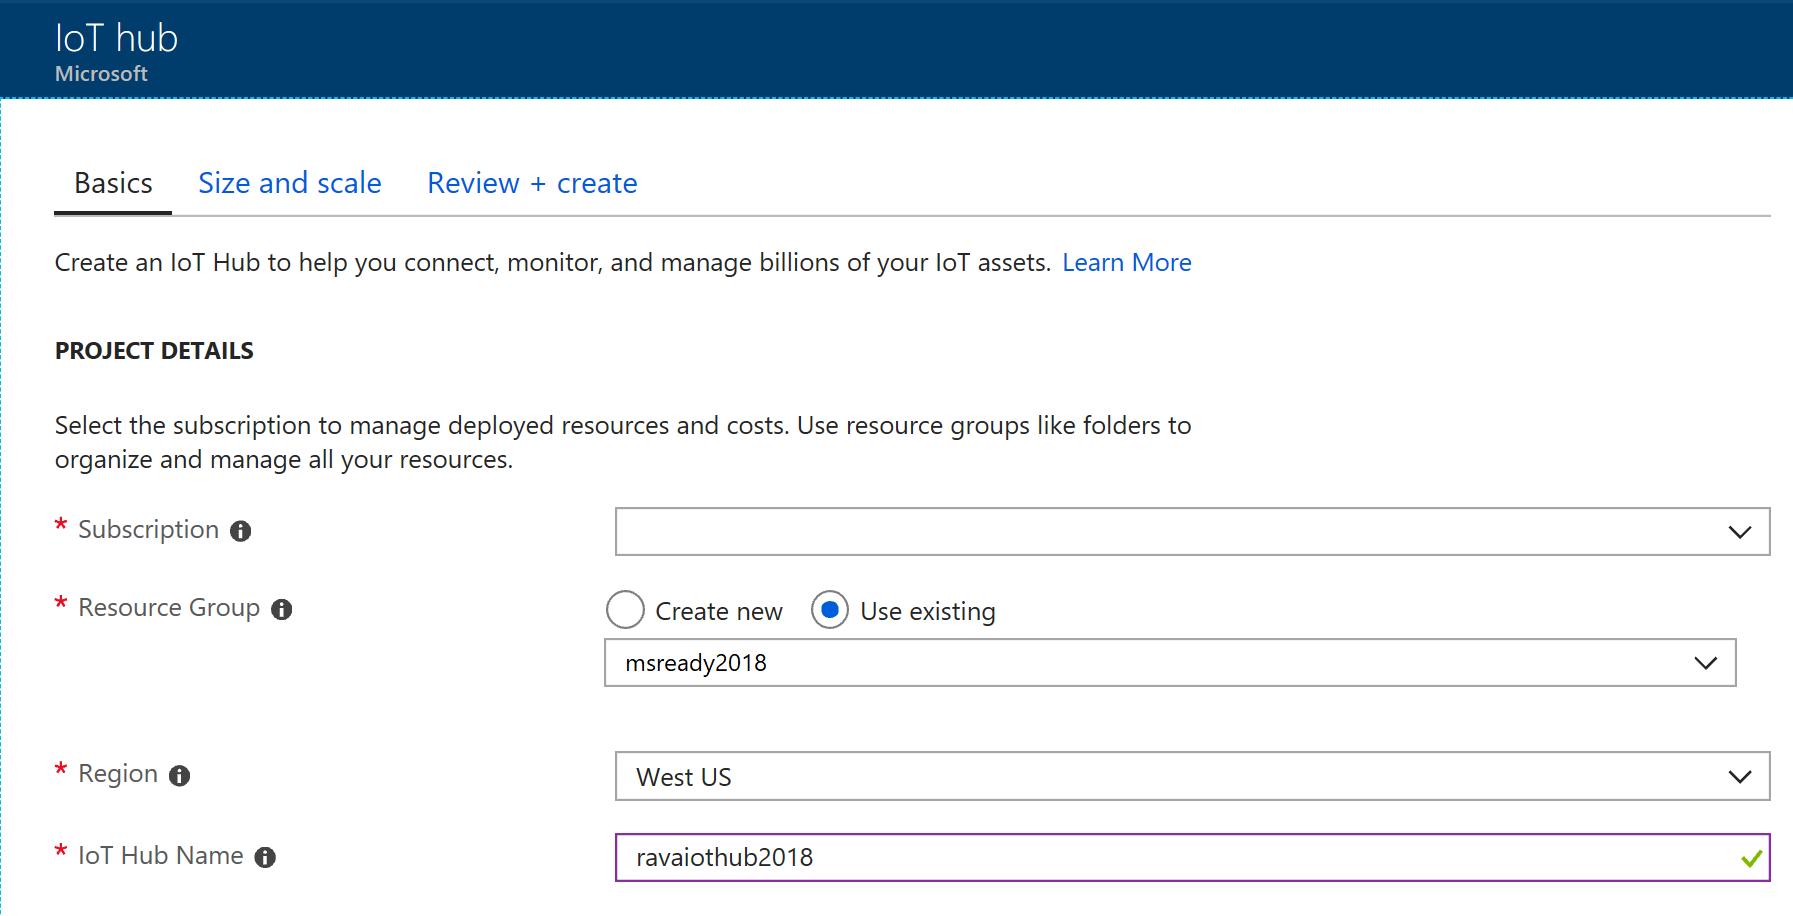 IoT hub
Microsoft
Basics Size and scale Review + create
Create an IoT Hub to help you connect, monitor, and manage billions of your IoT assets. Learn More
PROJECT DETAILS
Select the subscription to manage deployed resources and costs. Use resource groups like folders to
organize and manage all your resources.
* Subscription
* Resource Group Create new Use existing
msready2018
* Region West US
* IoT Hub Name ravaiothub2018